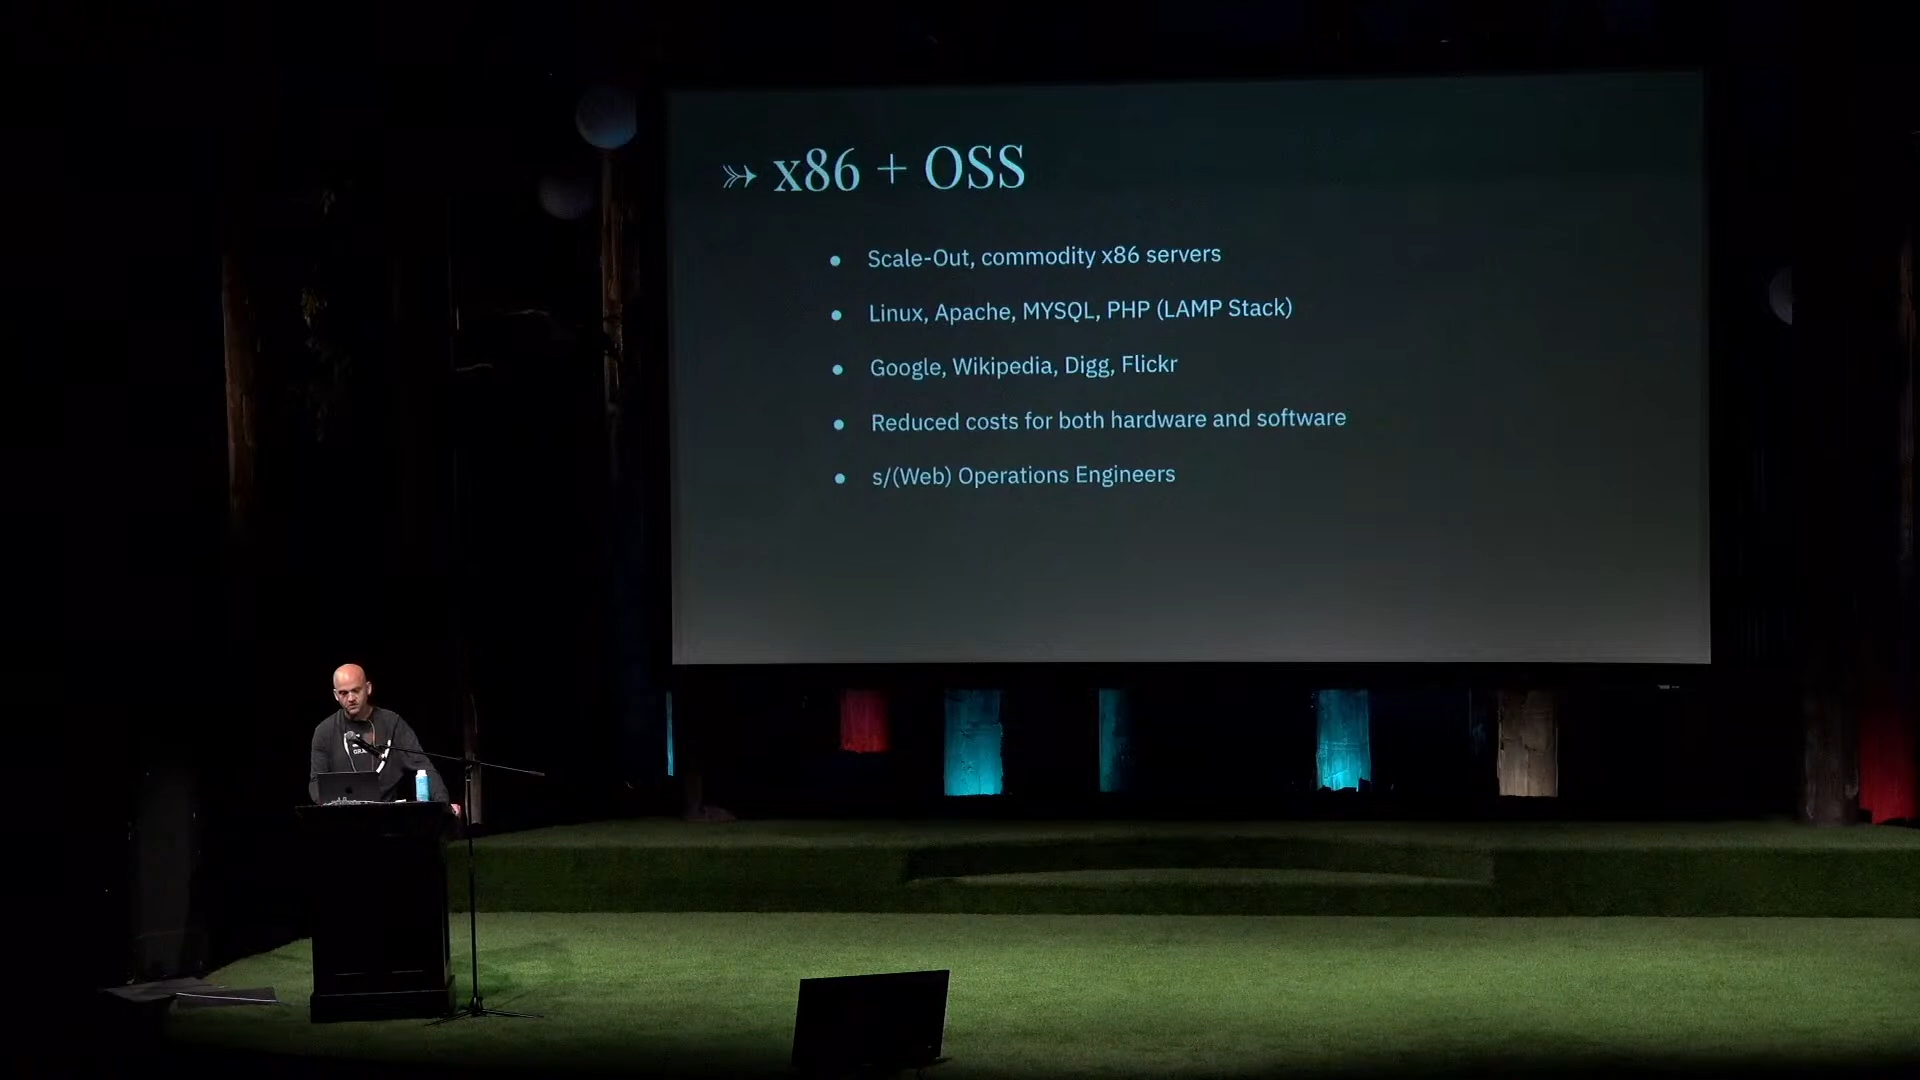 x86 + OSS
Scale-Out, commodity x86 servers
Linux, Apache, MYSQL, PHP (LAMP Stack)
Google, Wikipedia, Digg, Flickr
Reduced costs for both hardware and software
s/(Web) Operations Engineers